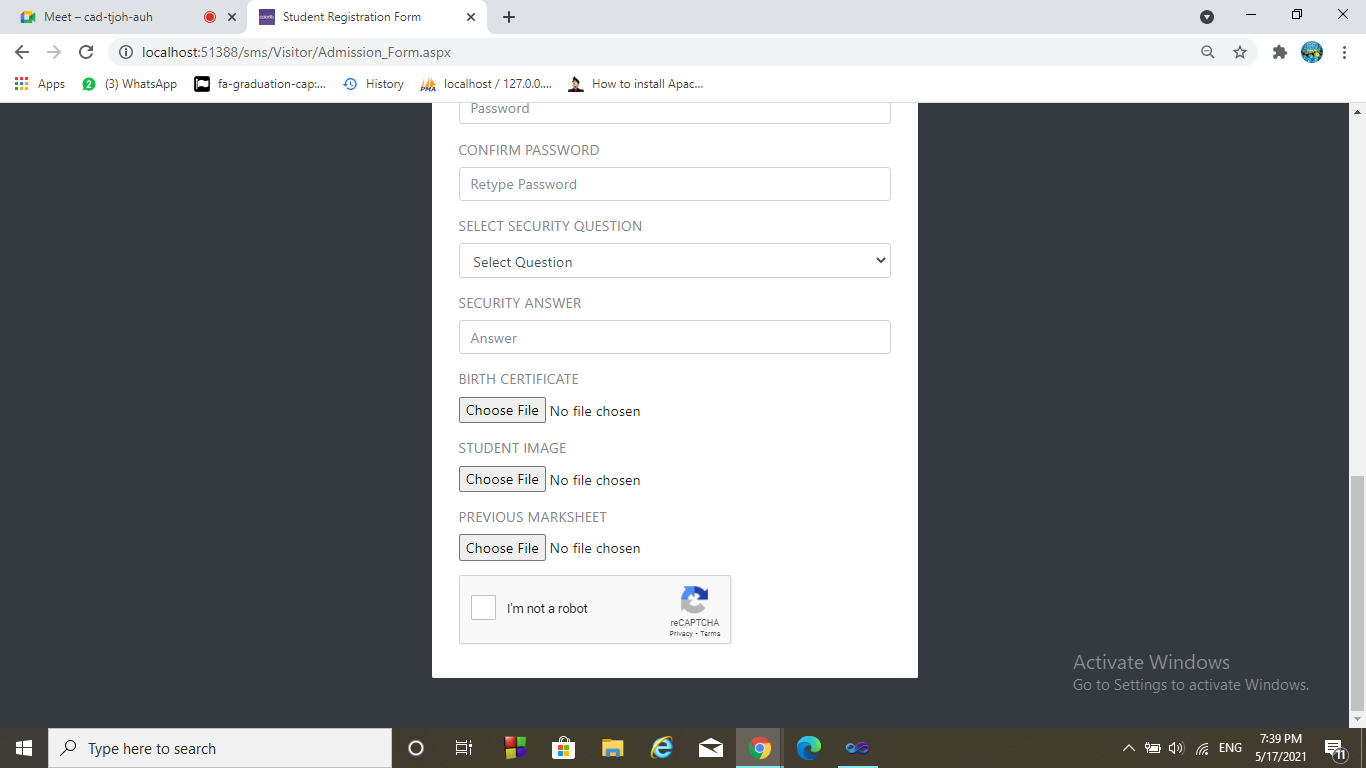 Meet – cad-tjoh-auh
colorlib
Student Registration Form
localhost:51388/sms/Visitor/Admission_Form.aspx
Apps
2
(3) WhatsApp
fa-graduation-cap:...
History
PMA
localhost / 127.0.0....
How to install Apac...
Password
CONFIRM PASSWORD
Retype Password
SELECT SECURITY QUESTION
Select Question
SECURITY ANSWER
Answer
BIRTH CERTIFICATE
Choose File No file chosen
STUDENT IMAGE
Choose File No file chosen
PREVIOUS MARKSHEET
Choose File No file chosen
I'm not a robot
reCAPTCHA
Privacy - Terms
Activate Windows
Go to Settings to activate Windows.
Type here to search
ENG
7:39 PM
5/17/2021
11